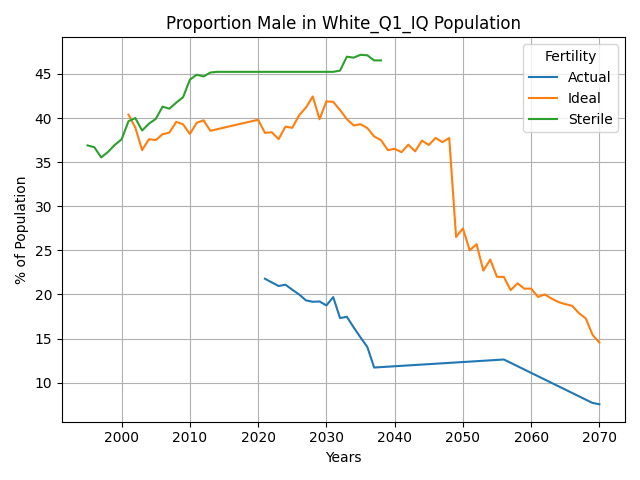 Proportion Male in White_Q1_IQ Population
% of Population
45
40
35
30
25
20
15
10
Fertility
Actual
Ideal
Sterile
2000 2010 2020 2030 2040 2050 2060 2070
Years